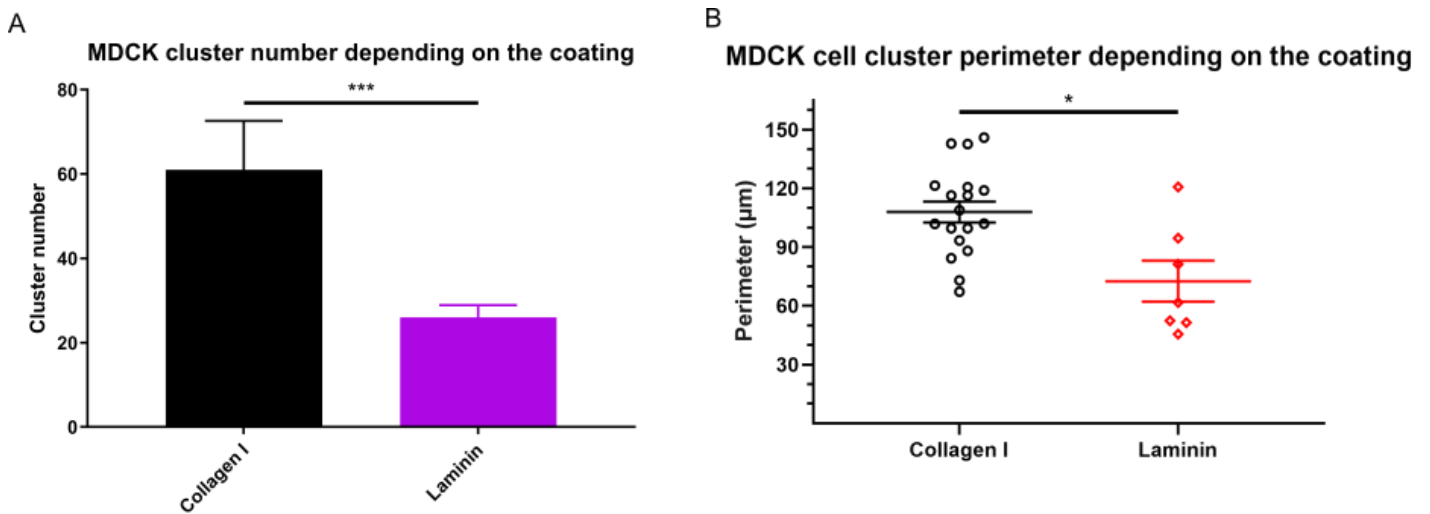 A
MDCK cluster number depending on the coating
***
80
60
40
20
0
Cluster number
Collagen I
Laminin
B
MDCK cell cluster perimeter depending on the coating
*
150
120
90
60
30
Perimeter (µm)
Collagen I
Laminin